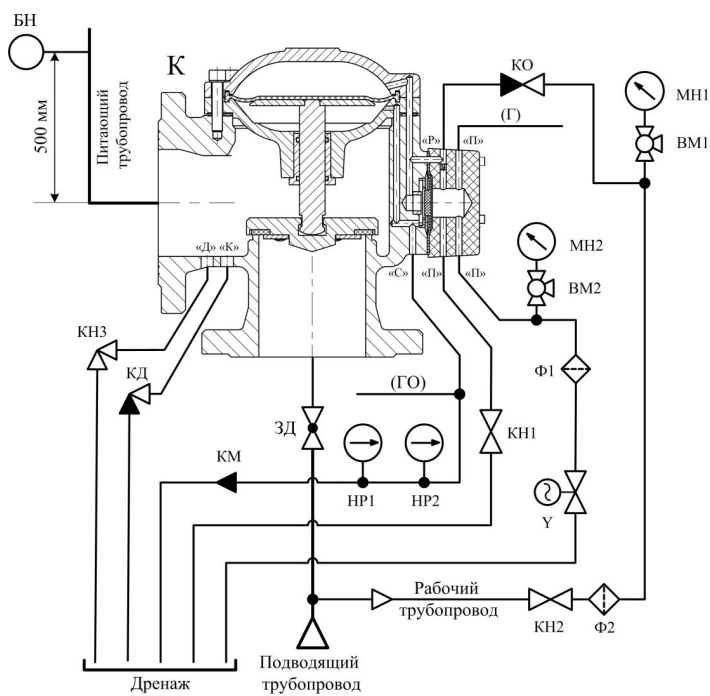 БН
К
500 мм
Питающий
трубопровод
КО
МН1
(Г)
«Р»
«П»
ВМ1
МН2
«Д»
«К»
«С»
«П»
«П»
ВМ2
КН3
КД
Ф1
(ГО)
ЗД
КН1
КМ
НР1
НР2
Y
Рабочий
трубопровод
КН2
Ф2
Подводящий
трубопровод
Дренаж